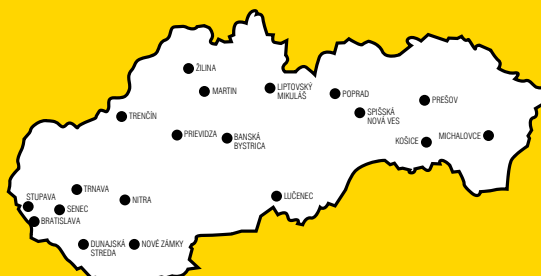 ŽILINA
MARTIN
LIPTOVSKÝ
MIKULÁŠ
POPRAD
PREŠOV
SPIŠSKÁ
NOVÁ VES
TRENČÍN
PRIEVIDZA
BANSKÁ
BYSTRICA
KOŠICE
MICHALOVCE
TRNAVA
STUPAVA
SENEC
NITRA
LUČENEC
BRATISLAVA
DUNAJSKÁ
STREDA
NOVÉ ZÁMKY